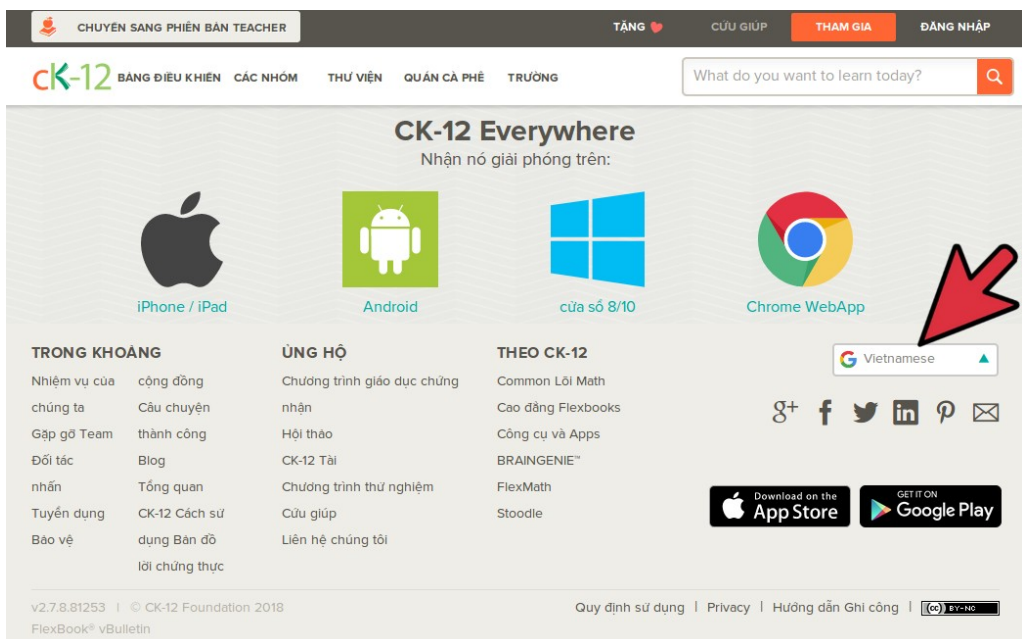 CHUYỂN SANG PHIÊN BẢN TEACHER
TẶNG
CỨU GIÚP
THAM GIA
ĐĂNG NHẬP
cK-12
BẢNG ĐIỀU KHIỂN
CÁC NHÓM
THƯ VIỆN
QUÁN CÀ PHÊ
TRƯỜNG
What do you want to learn today?
CK-12 Everywhere
Nhận nó giải phóng trên:
iPhone / iPad
Android
cửa sổ 8/10
Chrome WebApp
TRONG KHOẢNG
Nhiệm vụ của
chúng ta
Gặp gỡ Team
Đối tác
nhấn
Tuyển dụng
Bảo vệ
cộng đồng
Câu chuyện
thành công
Blog
Tổng quan
CK-12 Cách sử
dụng Bản đồ
lời chứng thực
ỦNG HỘ
Chương trình giáo dục chứng
nhận
Hội thảo
CK-12 Tài
Chương trình thử nghiệm
Cứu giúp
Liên hệ chúng tôi
THEO CK-12
Common Lõi Math
Cao đẳng Flexbooks
Công cụ và Apps
BRAINGENIE™
FlexMath
Stoodle
G Vietnamese
g+ f in
Download on the
App Store
GET IT ON
Google Play
v2.7.8.81253 | © CK-12 Foundation 2018
FlexBook® vBulletin
Quy định sử dụng | Privacy | Hướng dẫn Ghi công | (cc) BY-NC